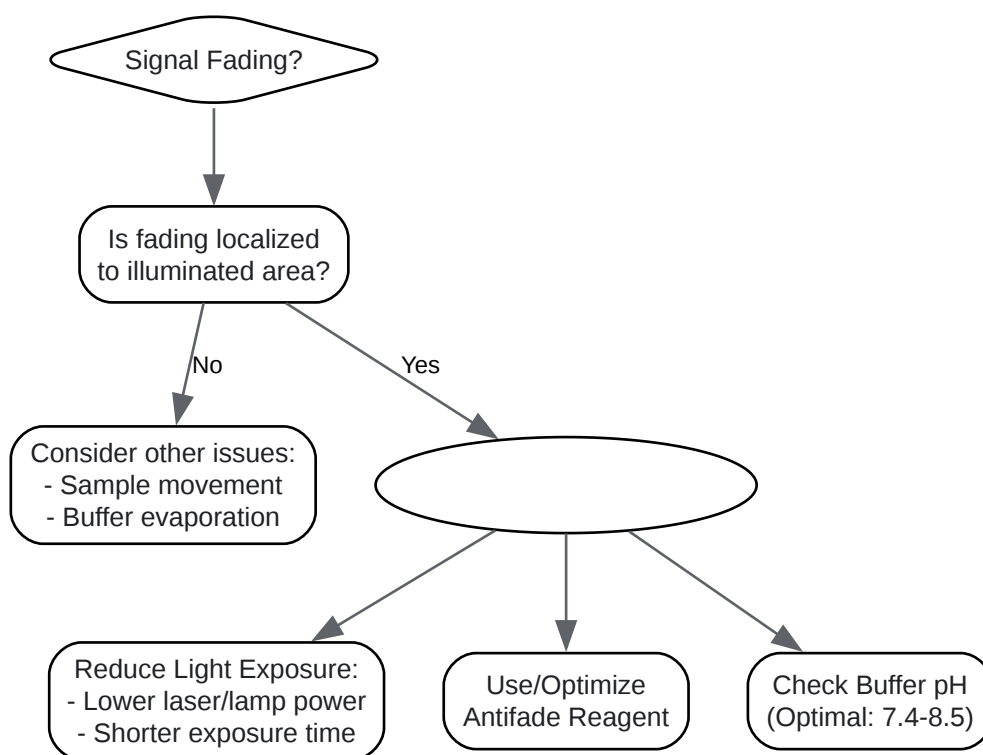 Signal Fading?
Is fading localized
to illuminated area?
No
Yes
Consider other issues:
- Sample movement
- Buffer evaporation
Reduce Light Exposure:
- Lower laser/lamp power
- Shorter exposure time
Use/Optimize
Antifade Reagent
Check Buffer pH
(Optimal: 7.4-8.5)